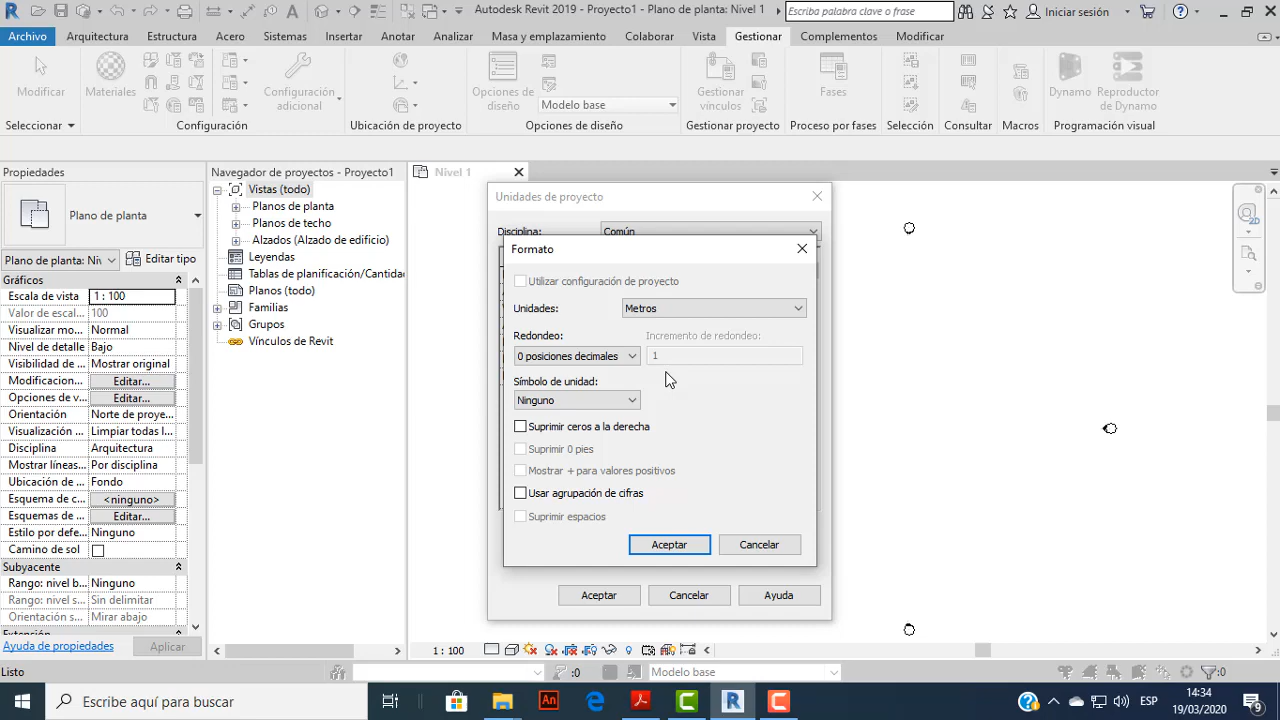 Autodesk Revit 2019 - Proyecto1 - Plano de planta: Nivel 1
Escriba palabra clave o frase
Iniciar sesión
Archivo Arquitectura Estructura Acero Sistemas Insertar Anotar Analizar Masa y emplazamiento Colaborar Vista Gestionar Complementos Modificar
Modificar
Materiales
Configuración
adicional
Opciones de
diseño
Modelo base
Gestionar
vínculos
Fases
Dynamo
Reproductor
de Dynamo
Seleccionar
Configuración
Ubicación de proyecto
Opciones de diseño
Gestionar proyecto
Proceso por fases
Selección
Consultar
Macros
Programación visual
Propiedades
Plano de planta
Plano de planta: Niv
Editar tipo
Gráficos
Escala de vista 1 : 100
Valor de escal... 100
Visualizar mo... Normal
Nivel de detalle Bajo
Visibilidad de ... Mostrar original
Modificacion... Editar...
Opciones de v... Editar...
Orientación Norte de proye...
Visualización ... Limpiar todas l...
Disciplina Arquitectura
Mostrar líneas... Por disciplina
Ubicación de ... Fondo
Esquema de c... <ninguno>
Esquemas de ... Editar...
Estilo por defe... Ninguno
Camino de sol
Subyacente
Rango: nivel b... Ninguno
Rango: nivel s... Sin delimitar
Orientación s... Mirar abajo
Extensión
Ayuda de propiedades
Aplicar
Navegador de proyectos - Proyecto1
Vistas (todo)
Planos de planta
Planos de techo
Alzados (Alzado de edificio)
Leyendas
Tablas de planificación/Cantida
Planos (todo)
Familias
Grupos
Vínculos de Revit
Nivel 1
Unidades de proyecto
Disciplina: Común
Formato
Utilizar configuración de proyecto
Unidades: Metros
Redondeo: Incremento de redondeo:
0 posiciones decimales 1
Símbolo de unidad:
Ninguno
Suprimir ceros a la derecha
Suprimir 0 pies
Mostrar + para valores positivos
Usar agrupación de cifras
Suprimir espacios
Aceptar Cancelar
Aceptar Cancelar Ayuda
1 : 100
Listo
:0
Modelo base
:0
Escribe aquí para buscar
ESP
14:34
19/03/2020